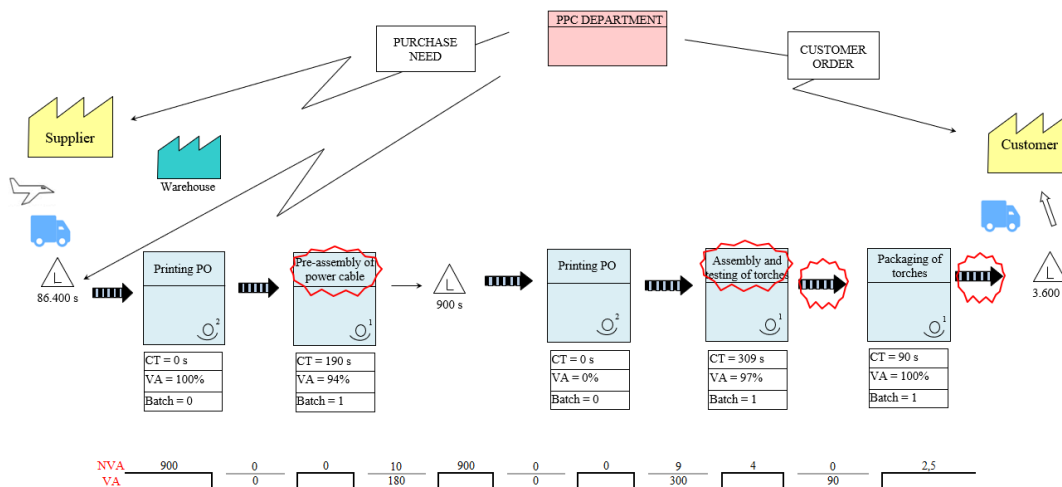 PPC DEPARTMENT
PURCHASE
NEED
CUSTOMER
ORDER
Supplier
Customer
Warehouse
Printing PO
Pre-assembly of
power cable
Printing PO
Assembly and
testing of torches
Packaging of
torches
L
L
L
86.400 s
900 s
3.600
2
1
2
1
1
CT = 0 s
VA = 100%
Batch = 0
CT = 190 s
VA = 94%
Batch = 1
CT = 0 s
VA = 0%
Batch = 0
CT = 309 s
VA = 97%
Batch = 1
CT = 90 s
VA = 100%
Batch = 1
NVA 900 0 0 10 900 0 0 9 4 0 2,5
VA 0 180 0 300 90